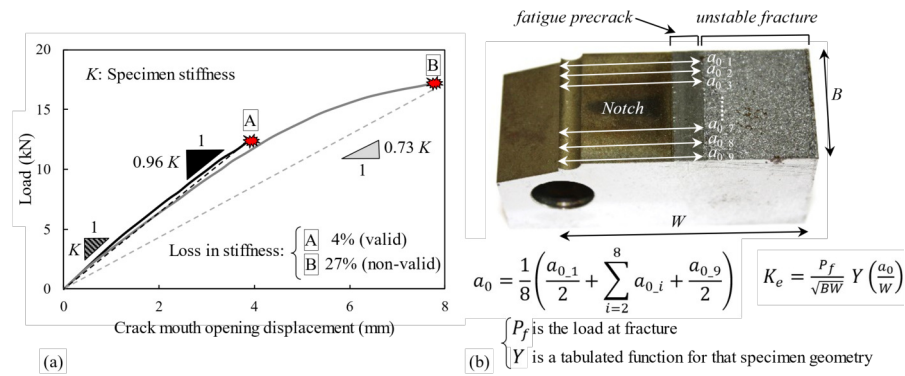 20
15
10
5
0
0
2
4
6
8
Load (kN)
Crack mouth opening displacement (mm)
K: Specimen stiffness
A
B
1
0.96 K
0.73 K
1
1
K
Loss in stiffness:
A 4% (valid)
B 27% (non-valid)
(a)
(b)
fatigue precrack
unstable fracture
a0_1
a0_2
a0_3
Notch
a0_7
a0_8
a0_9
B
W
a₀ = 1/8 (a₀_₁/2 + ∑_{i=2}^{8} a₀_ᵢ + a₀_₉/2)
Kₑ = P_f/√BW Y (a₀/W)
P_f is the load at fracture
Y is a tabulated function for that specimen geometry